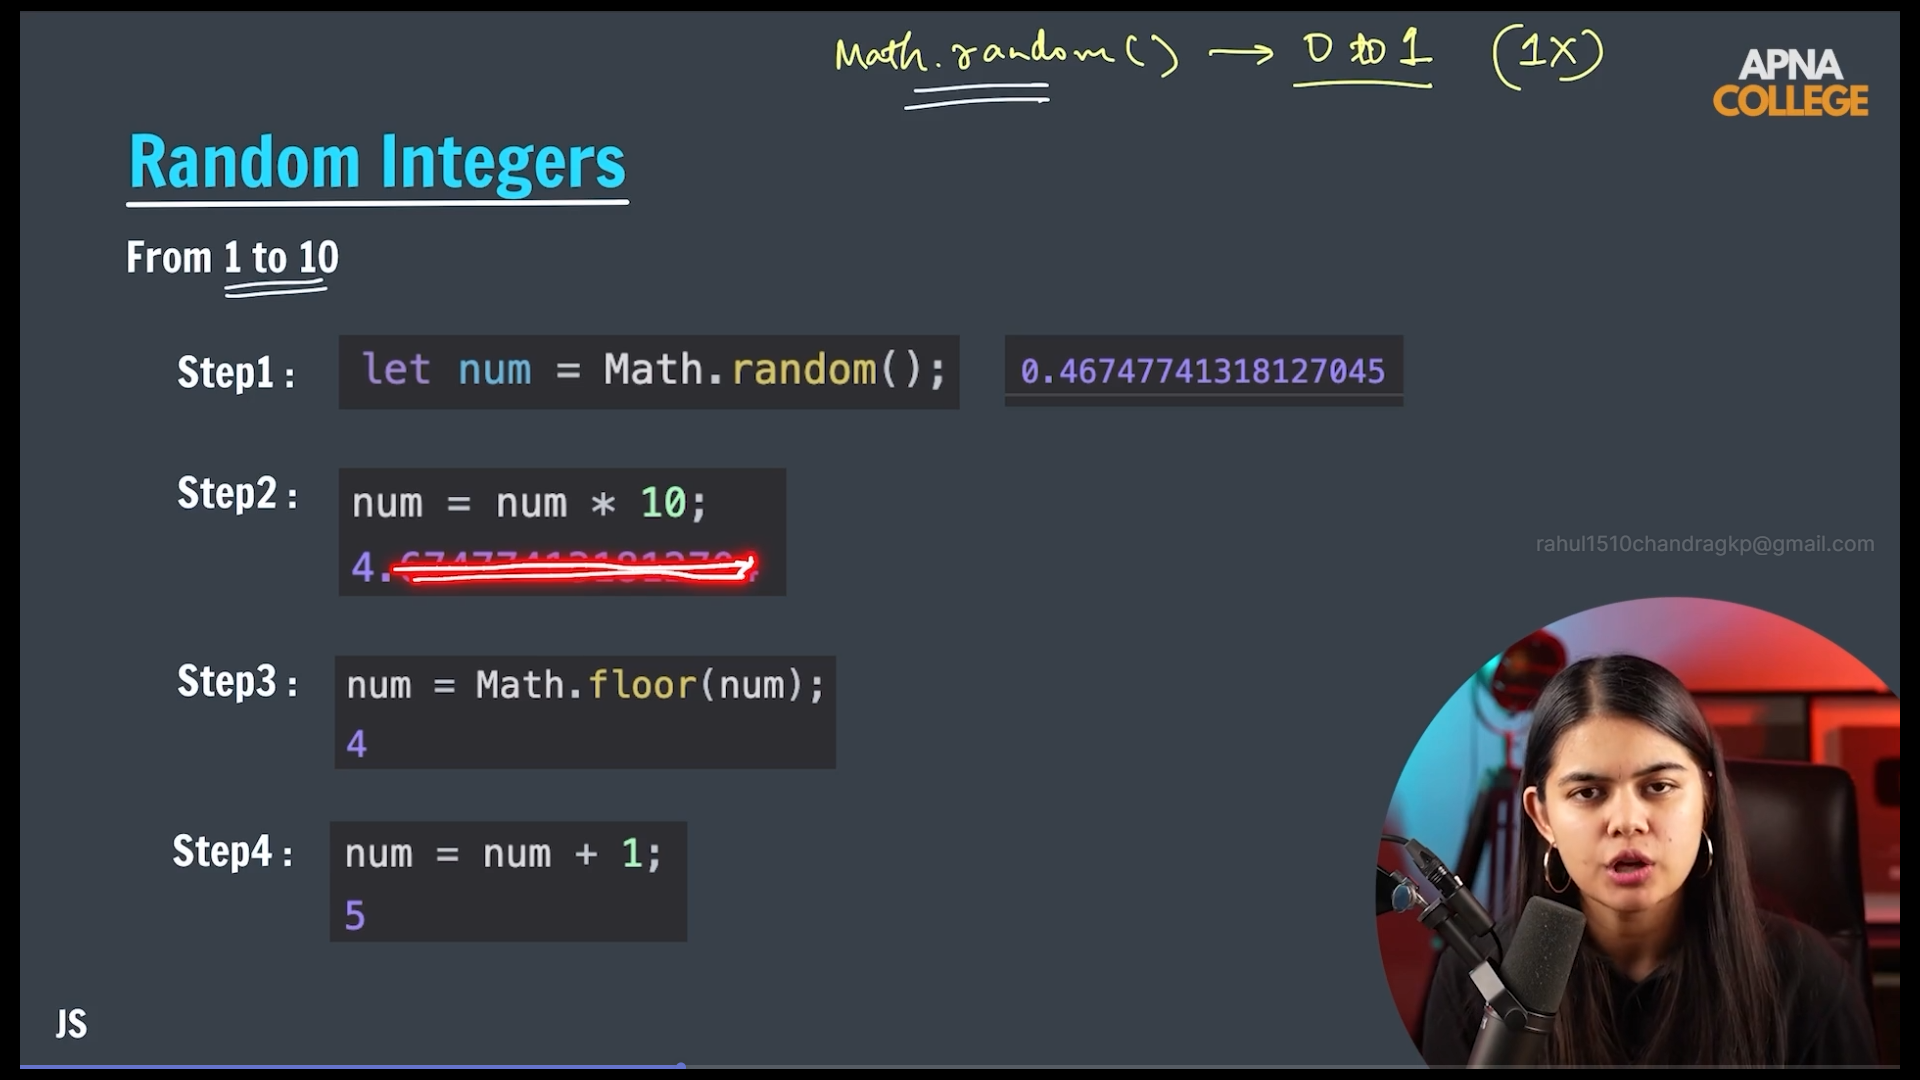 Math.random() → 0 to 1 (1X)
APNA
COLLEGE
Random Integers
From 1 to 10
Step1 : let num = Math.random(); 0.46747741318127045
Step2 : num = num * 10;
4.
rahul1510chandragkp@gmail.com
Step3 : num = Math.floor(num);
4
Step4 : num = num + 1;
5
JS